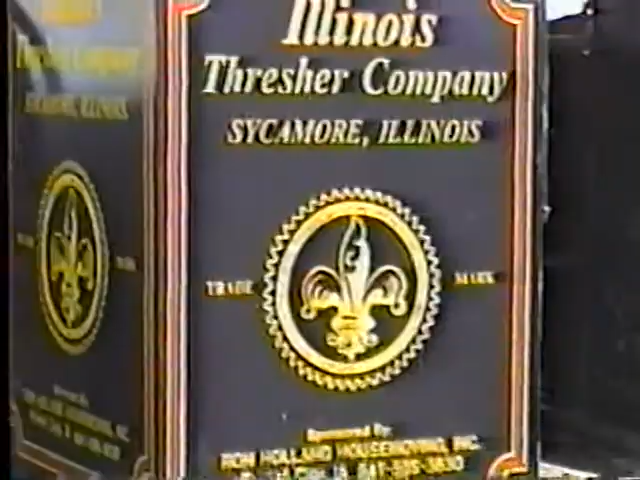 Illinois
Thresher Company
SYCAMORE, ILLINOIS
TRADE MARK
Sponsored By:
RON HOLLAND HOUSEMOVING, INC.